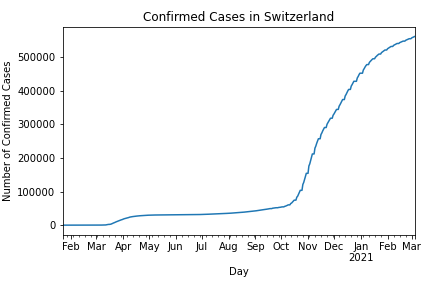 Confirmed Cases in Switzerland
Number of Confirmed Cases
500000
400000
300000
200000
100000
0
Feb Mar Apr May Jun Jul Aug Sep Oct Nov Dec Jan Feb Mar
2021
Day